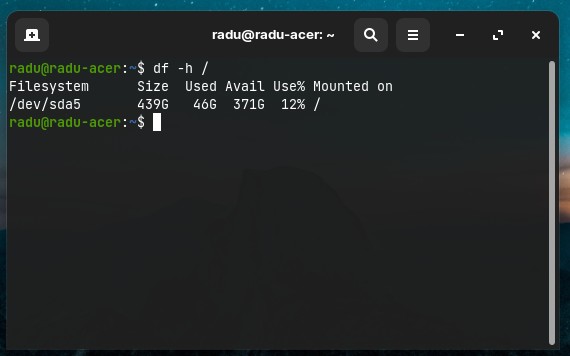 radu@radu-acer: ~
radu@radu-acer:~$ df -h /
Filesystem      Size  Used Avail Use% Mounted on
/dev/sda5       439G   46G  371G  12% /
radu@radu-acer:~$